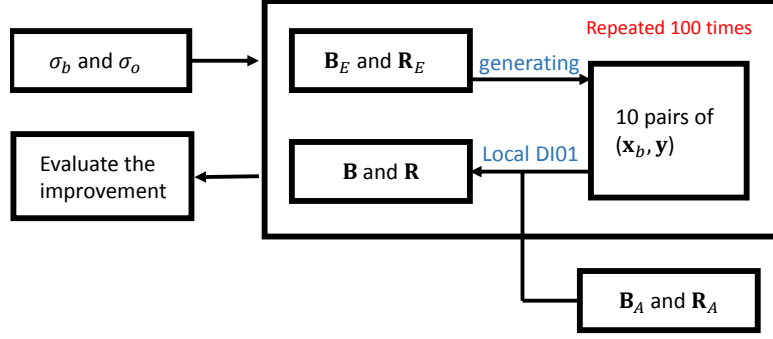 Repeated 100 times
σ_b and σ_o
B_E and R_E
generating
10 pairs of
(x_b, y)
Evaluate the
improvement
B and R
Local DI01
B_A and R_A